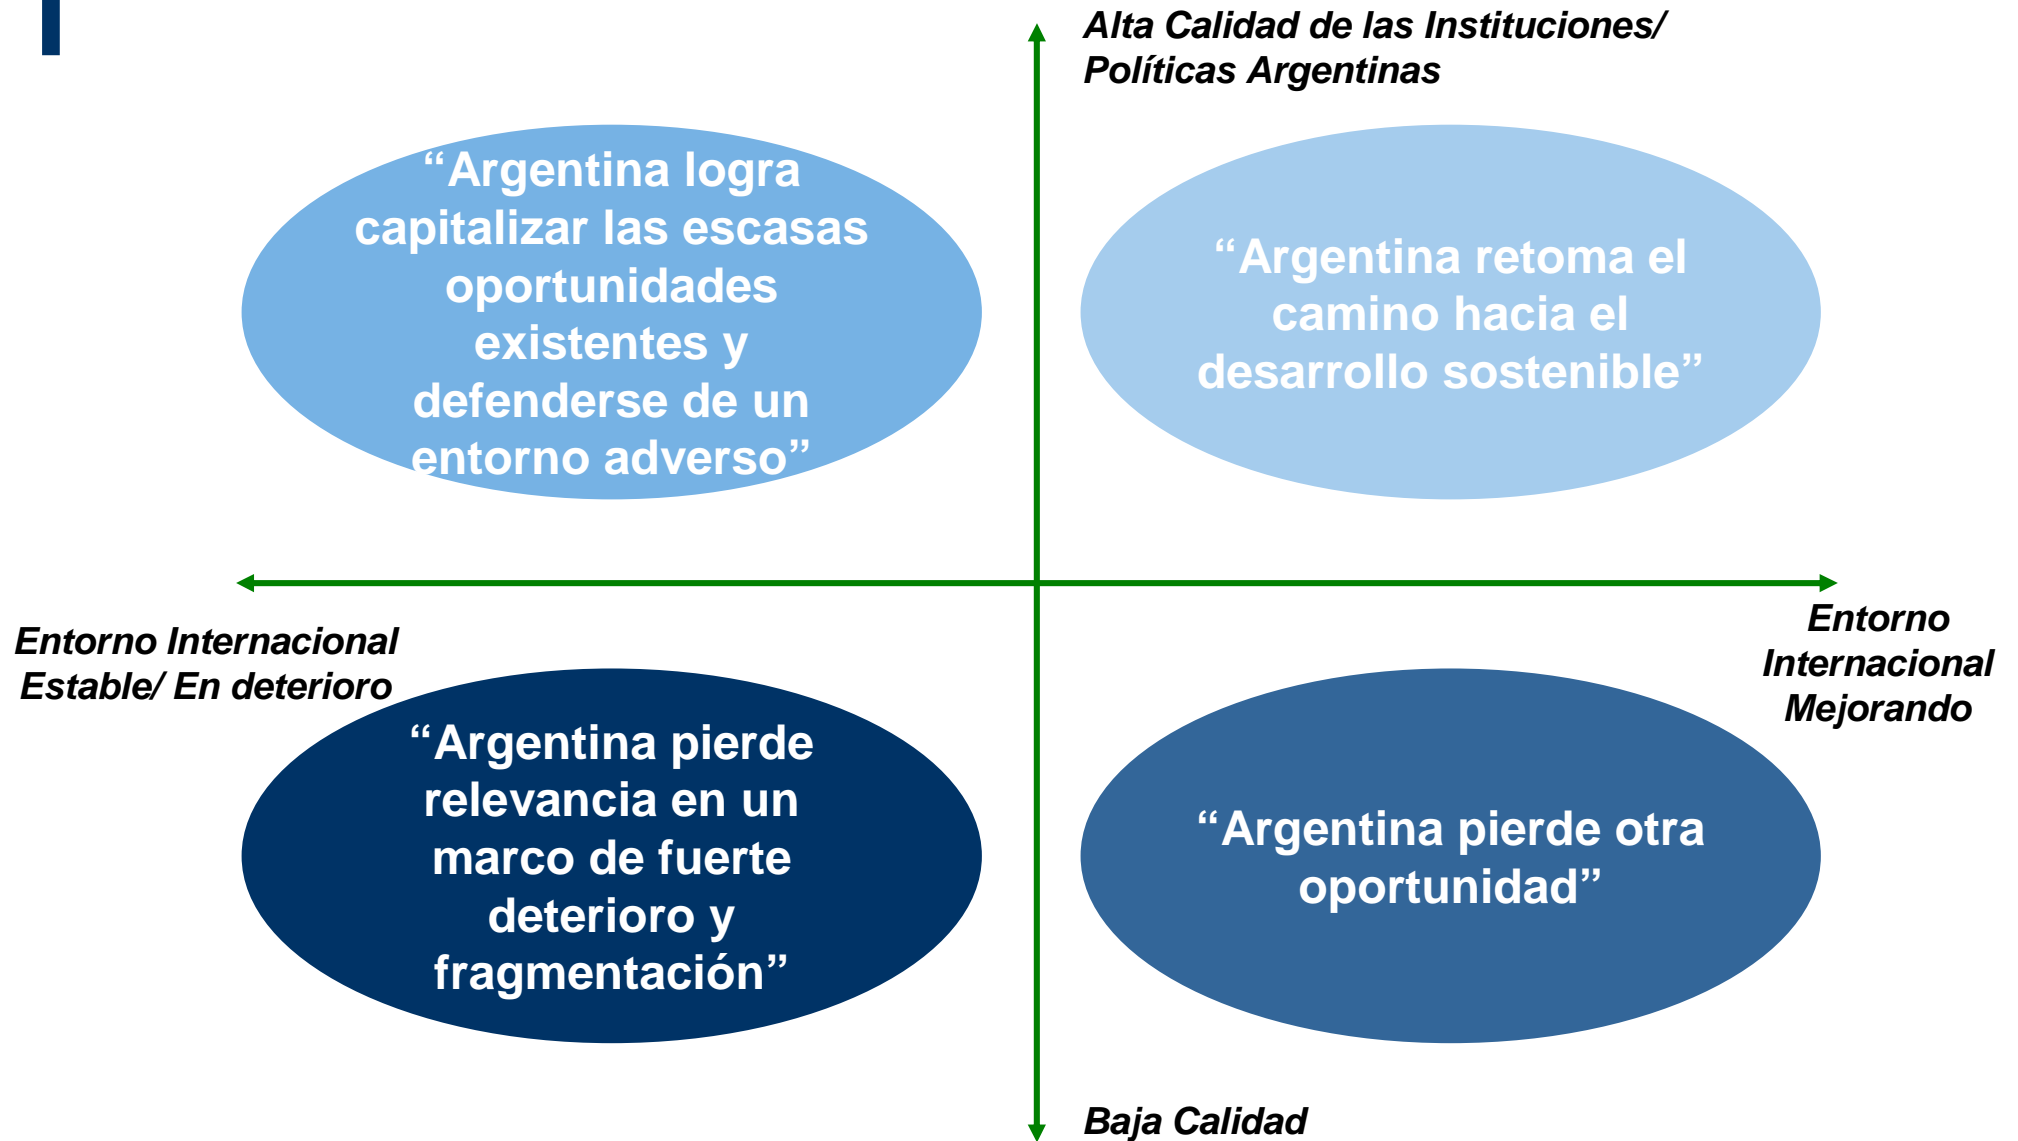 Alta Calidad de las Instituciones/
Políticas Argentinas
“Argentina logra
capitalizar las escasas
oportunidades
existentes y
defenderse de un
entorno adverso”
“Argentina retoma el
camino hacia el
desarrollo sostenible”
Entorno Internacional
Estable/ En deterioro
Entorno
Internacional
Mejorando
“Argentina pierde
relevancia en un
marco de fuerte
deterioro y
fragmentación”
“Argentina pierde otra
oportunidad”
Baja Calidad